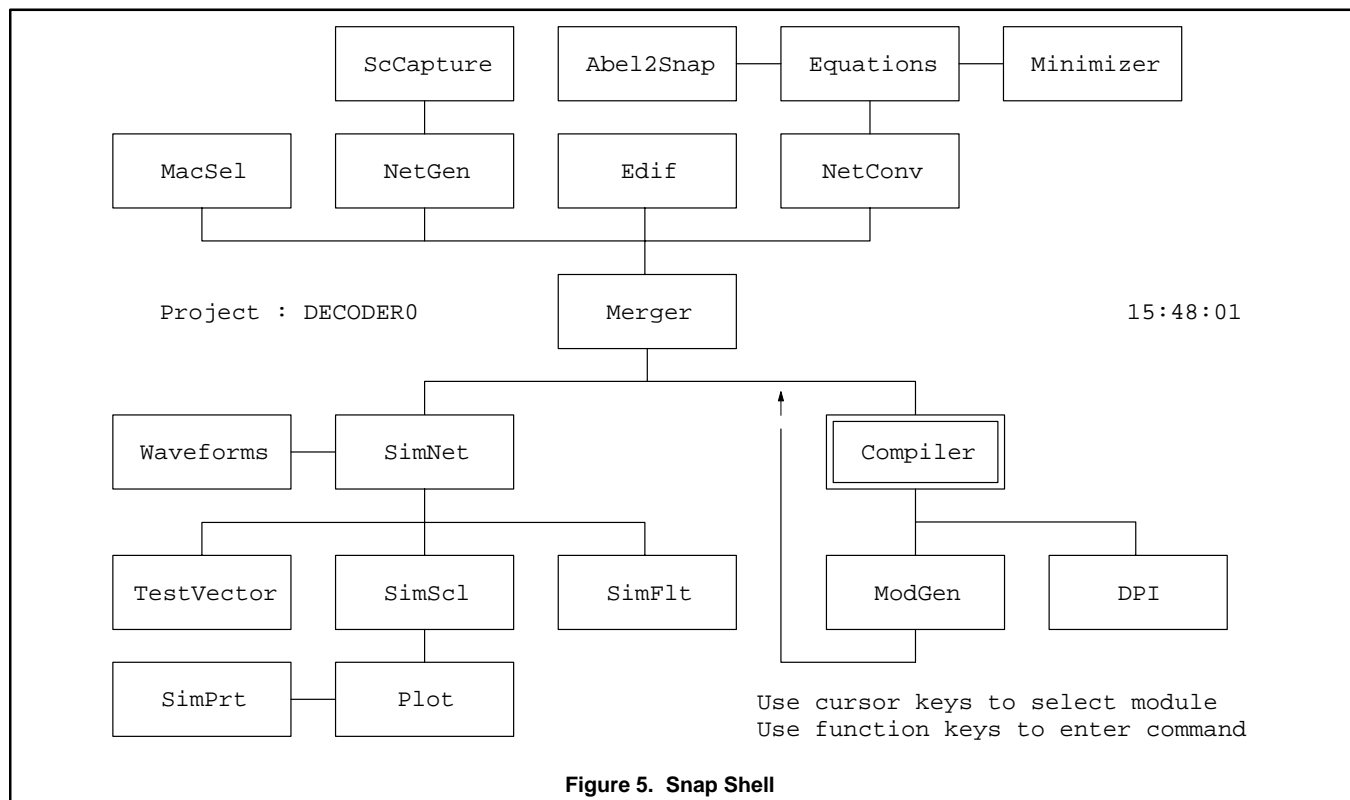 ScCapture
Abel2Snap
Equations
Minimizer
MacSel
NetGen
Edif
NetConv
Project : DECODER0
Merger
15:48:01
Waveforms
SimNet
Compiler
TestVector
SimScl
SimFlt
ModGen
DPI
SimPrt
Plot
Use cursor keys to select module
Use function keys to enter command
Figure 5. Snap Shell